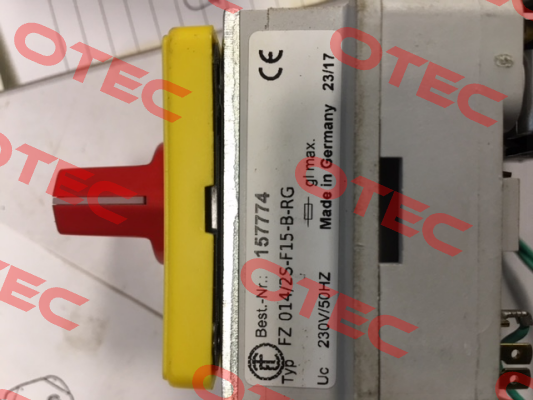 Best.-Nr.: 157774
Typ FZ 014/2S-F15-B-RG
gl max.
Uc 230V/50HZ Made in Germany 23/17
CE
OTEC
OTEC
OTEC
OTEC
OTEC
OTEC
OTEC